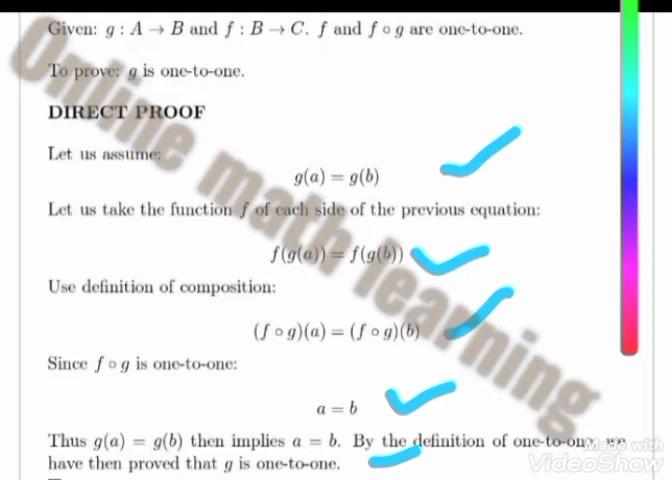 Given: g : A → B and f : B → C. f and f ∘ g are one-to-one.
To prove: g is one-to-one.
DIRECT PROOF
Let us assume:
g(a) = g(b)
Let us take the function f of each side of the previous equation:
f(g(a)) = f(g(b))
Use definition of composition:
(f ∘ g)(a) = (f ∘ g)(b)
Since f ∘ g is one-to-one:
a = b
Thus g(a) = g(b) then implies a = b. By the definition of one-to-one, we
have then proved that g is one-to-one.
Online math learning
Made with
VideoShow